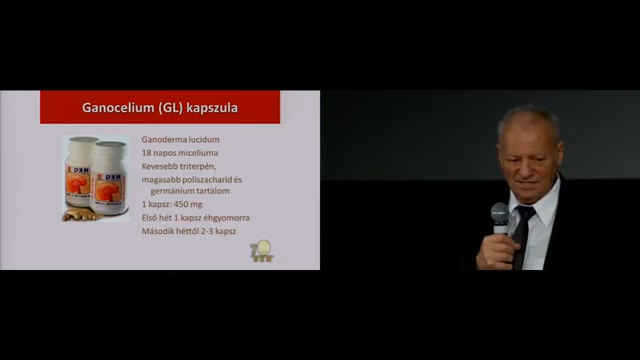 Ganocelium (GL) kapszula
Ganoderma lucidum
18 napos miceliuma
Kevesebb triterpén,
magasabb poliszacharid és
germánium tartalom
1 kapsz: 450 mg
Első hét 1 kapsz éhgyomorra
Második héttől 2-3 kapsz
DXN
DXN